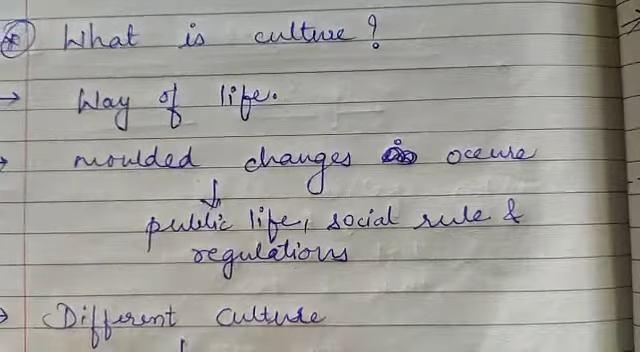 * What is culture?
→ Way of life.
→ moulded changes occure
↓
public life, social rule &
regulations
→ Different culture